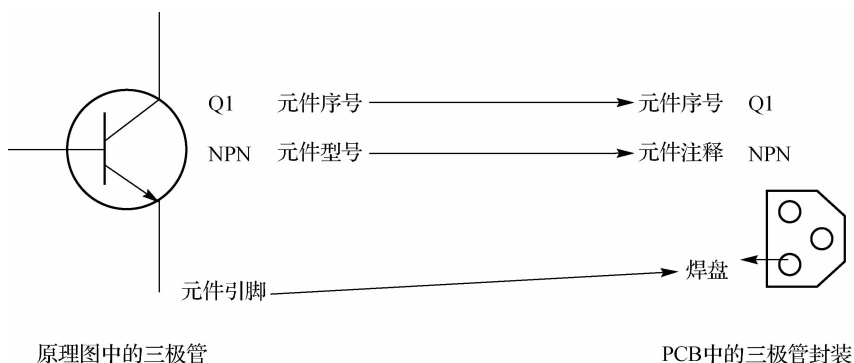 Q1 元件序号 元件序号 Q1
NPN 元件型号 元件注释 NPN
焊盘
元件引脚
原理图中的三极管 PCB中的三极管封装